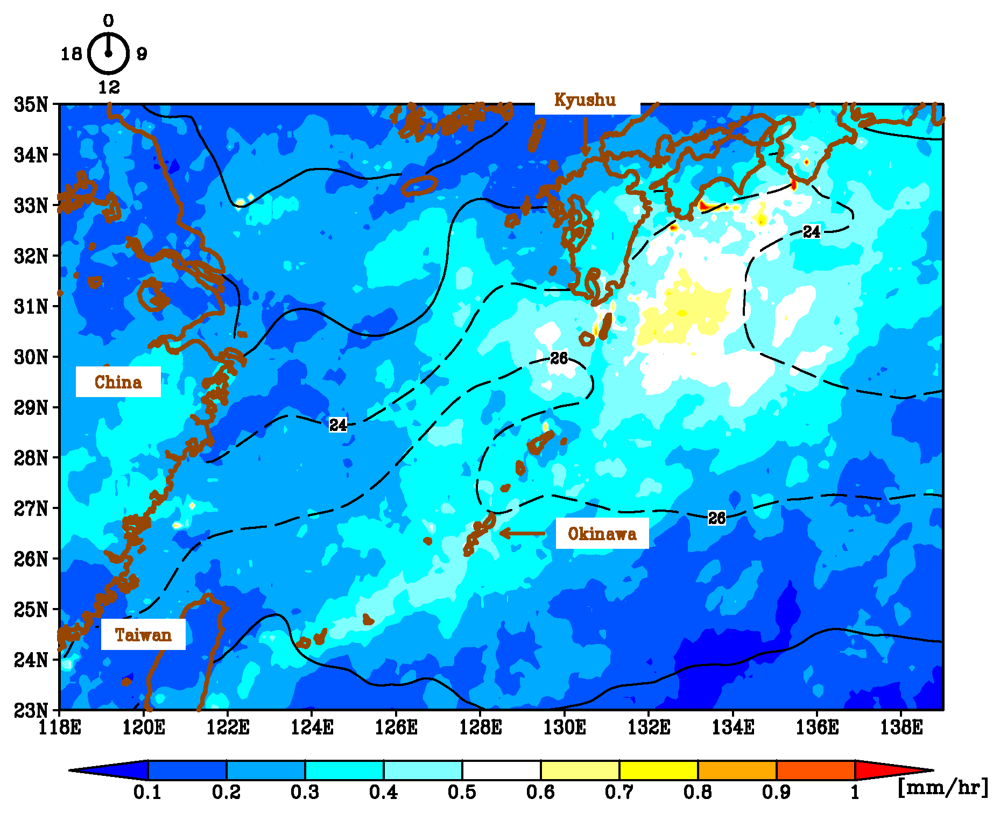 0
18 9
12
35N
34N
33N
32N
31N
30N
29N
28N
27N
26N
25N
24N
23N
Kyushu
24
26
China
24
26
Okinawa
Taiwan
118E 120E 122E 124E 126E 128E 130E 132E 134E 136E 138E
0.1 0.2 0.3 0.4 0.5 0.6 0.7 0.8 0.9 1 [mm/hr]